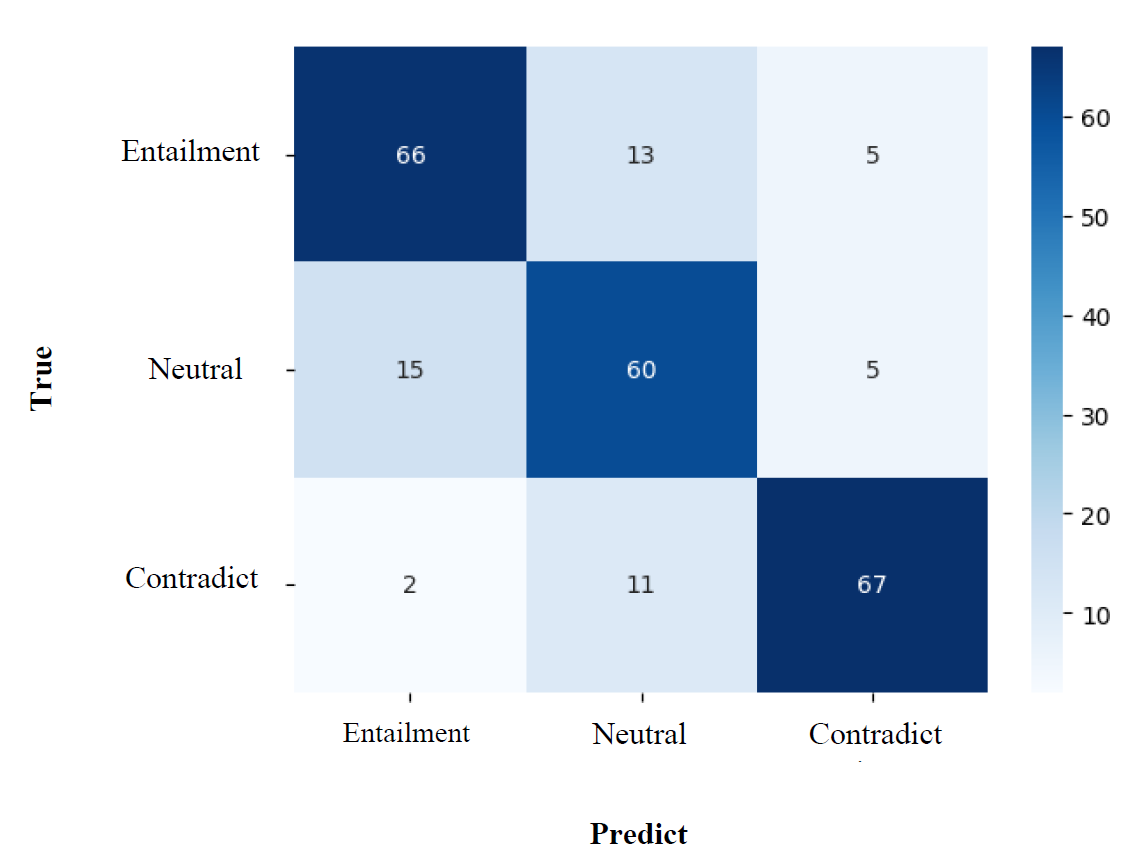 Entailment 66 13 5
Neutral 15 60 5
Contradict 2 11 67
Entailment Neutral Contradict
Predict
True
60
50
40
30
20
10